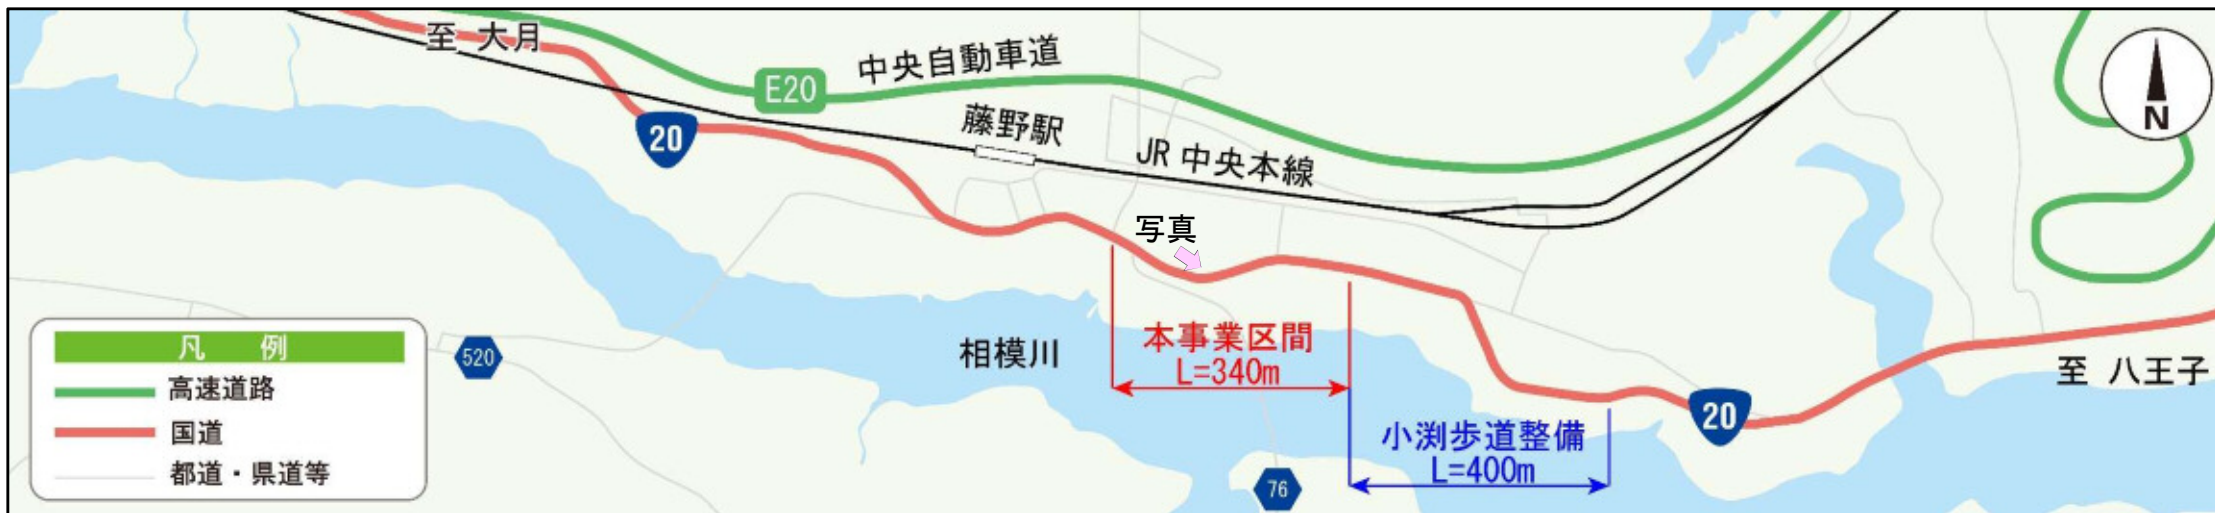 至 大月
中央自動車道
E20
藤野駅
20
JR 中央本線
N
写真
本事業区間
L=340m
相模川
至 八王子
小渕歩道整備
L=400m
20
76
520
凡 例
高速道路
国道
都道・県道等